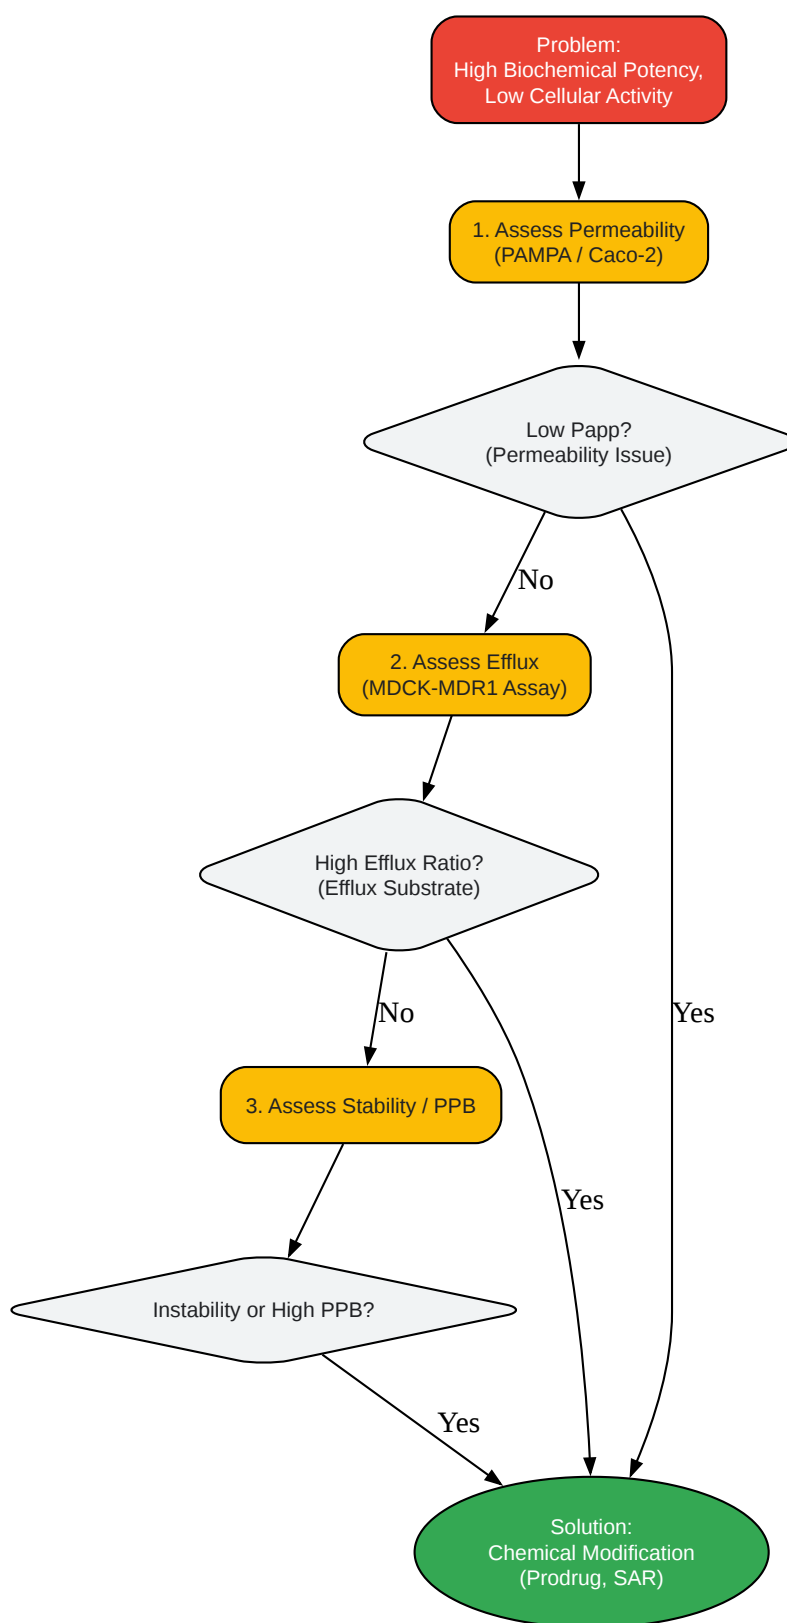 Problem:
High Biochemical Potency,
Low Cellular Activity
1. Assess Permeability
(PAMPA / Caco-2)
Low Papp?
(Permeability Issue)
No
2. Assess Efflux
(MDCK-MDR1 Assay)
High Efflux Ratio?
(Efflux Substrate)
No
Yes
3. Assess Stability / PPB
Yes
Instability or High PPB?
Yes
Solution:
Chemical Modification
(Prodrug, SAR)